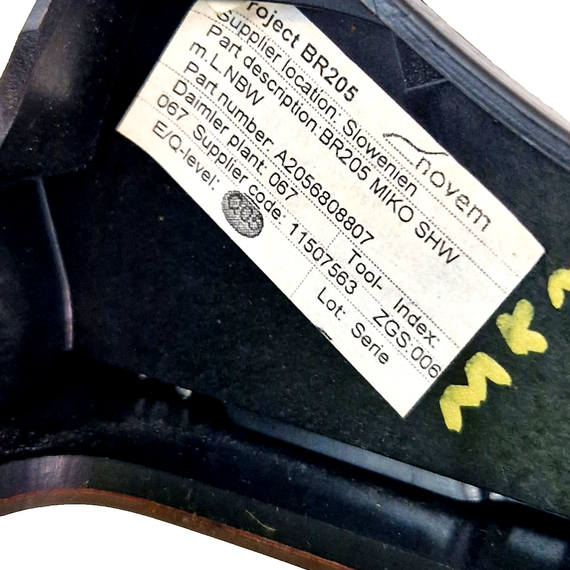 roject BR205
Supplier location: Slowenien
novem
Part description: BR205 MIKO SHW
m. L.NBW
Part number: A2056808807
Daimler plant: 067 Tool- Index:
067 Supplier code: 11507563 ZGS:006
E/Q-level: Lot: Serie